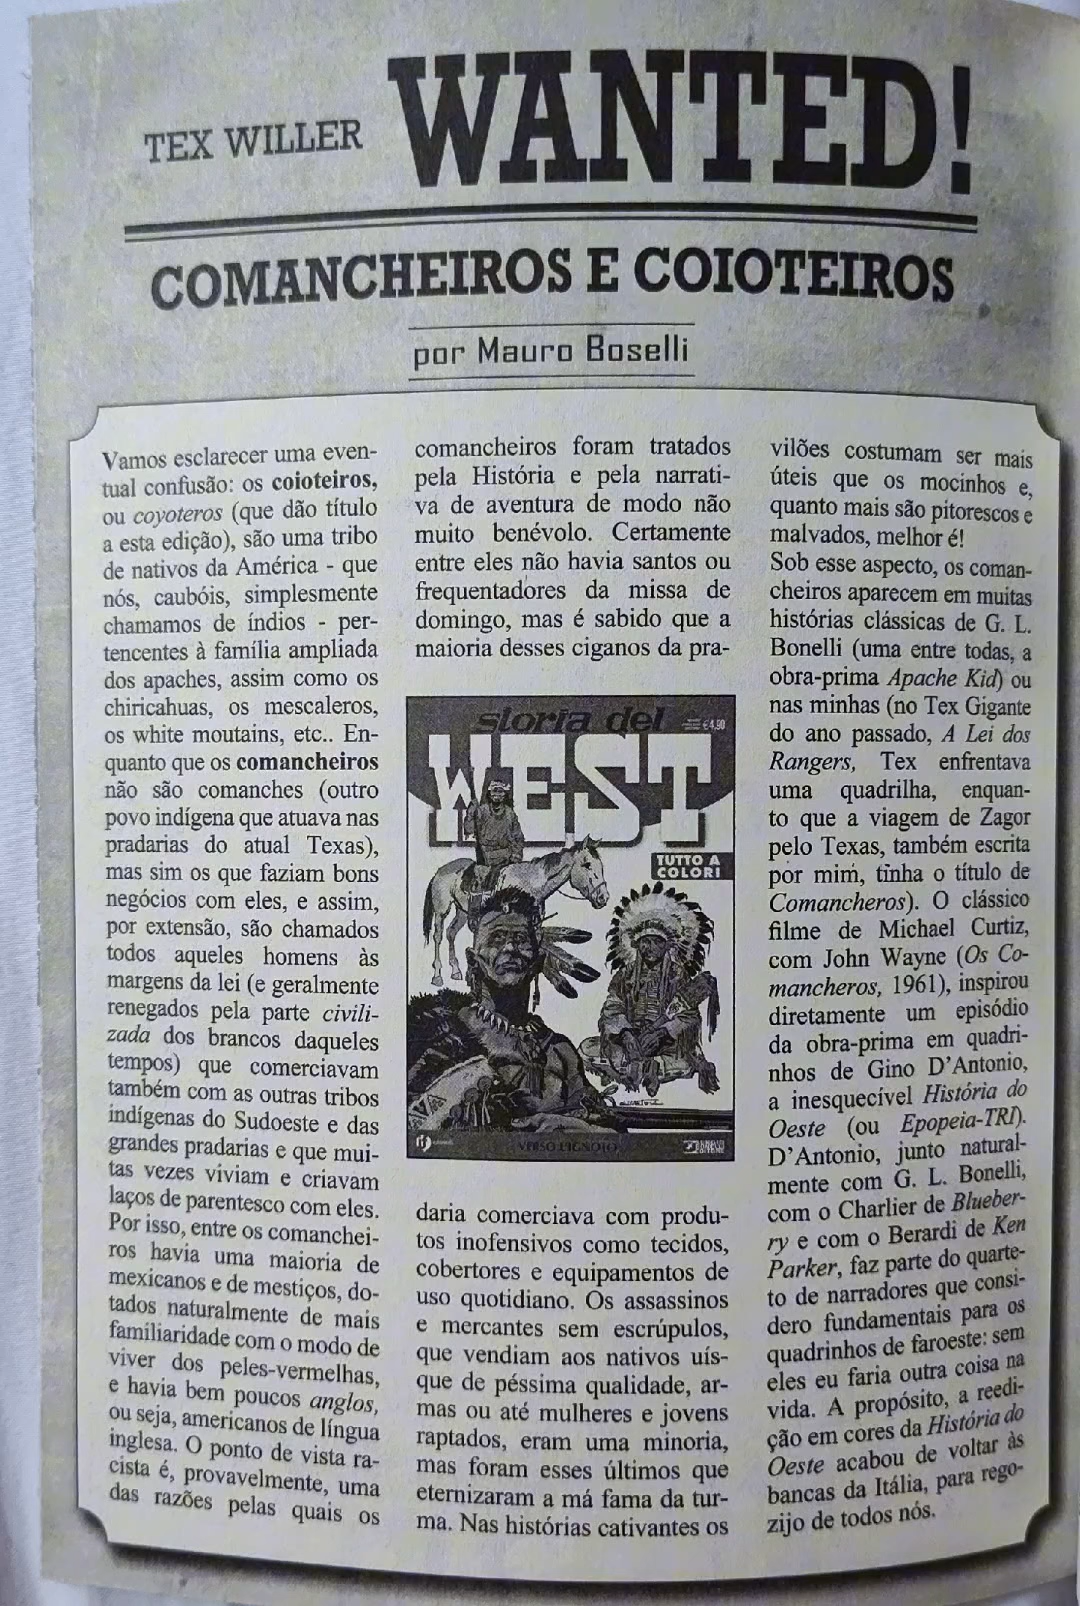 TEX WILLER WANTED!
COMANCHEIROS E COIOTEIROS
por Mauro Boselli
Vamos esclarecer uma even-
tual confusão: os coioteiros,
ou coyoteros (que dão título
a esta edição), são uma tribo
de nativos da América - que
nós, caubóis, simplesmente
chamamos de índios - per-
tencentes à família ampliada
dos apaches, assim como os
chiricahuas, os mescaleros,
os white moutains, etc.. En-
quanto que os comancheiros
não são comanches (outro
povo indígena que atuava nas
pradarias do atual Texas),
mas sim os que faziam bons
negócios com eles, e assim,
por extensão, são chamados
todos aqueles homens às
margens da lei (e geralmente
renegados pela parte civili-
zada dos brancos daqueles
tempos) que comerciavam
também com as outras tribos
indígenas do Sudoeste e das
grandes pradarias e que mui-
tas vezes viviam e criavam
laços de parentesco com eles.
Por isso, entre os comanchei-
ros havia uma maioria de
mexicanos e de mestiços, do-
tados naturalmente de mais
familiaridade com o modo de
viver dos peles-vermelhas,
e havia bem poucos anglos,
ou seja, americanos de língua
inglesa. O ponto de vista ra-
cista é, provavelmente, uma
das razões pelas quais os
comancheiros foram tratados
pela História e pela narrati-
va de aventura de modo não
muito benévolo. Certamente
entre eles não havia santos ou
frequentadores da missa de
domingo, mas é sabido que a
maioria desses ciganos da pra-
storia del
€4,90
WEST
TUTTO A
COLORI
VERSO L'IGNOTO
daria comerciava com produ-
tos inofensivos como tecidos,
cobertores e equipamentos de
uso quotidiano. Os assassinos
e mercantes sem escrúpulos,
que vendiam aos nativos uís-
que de péssima qualidade, ar-
mas ou até mulheres e jovens
raptados, eram uma minoria,
mas foram esses últimos que
eternizaram a má fama da tur-
ma. Nas histórias cativantes os
vilões costumam ser mais
úteis que os mocinhos e,
quanto mais são pitorescos e
malvados, melhor é!
Sob esse aspecto, os coman-
cheiros aparecem em muitas
histórias clássicas de G. L.
Bonelli (uma entre todas, a
obra-prima Apache Kid) ou
nas minhas (no Tex Gigante
do ano passado, A Lei dos
Rangers, Tex enfrentava
uma quadrilha, enquan-
to que a viagem de Zagor
pelo Texas, também escrita
por mim, tinha o título de
Comancheros). O clássico
filme de Michael Curtiz,
com John Wayne (Os Co-
mancheros, 1961), inspirou
diretamente um episódio
da obra-prima em quadri-
nhos de Gino D'Antonio,
a inesquecível História do
Oeste (ou Epopeia-TRI).
D'Antonio, junto natural-
mente com G. L. Bonelli,
com o Charlier de Blueber-
ry e com o Berardi de Ken
Parker, faz parte do quarte-
to de narradores que consi-
dero fundamentais para os
quadrinhos de faroeste: sem
eles eu faria outra coisa na
vida. A propósito, a reedi-
ção em cores da História do
Oeste acabou de voltar às
bancas da Itália, para rego-
zijo de todos nós.